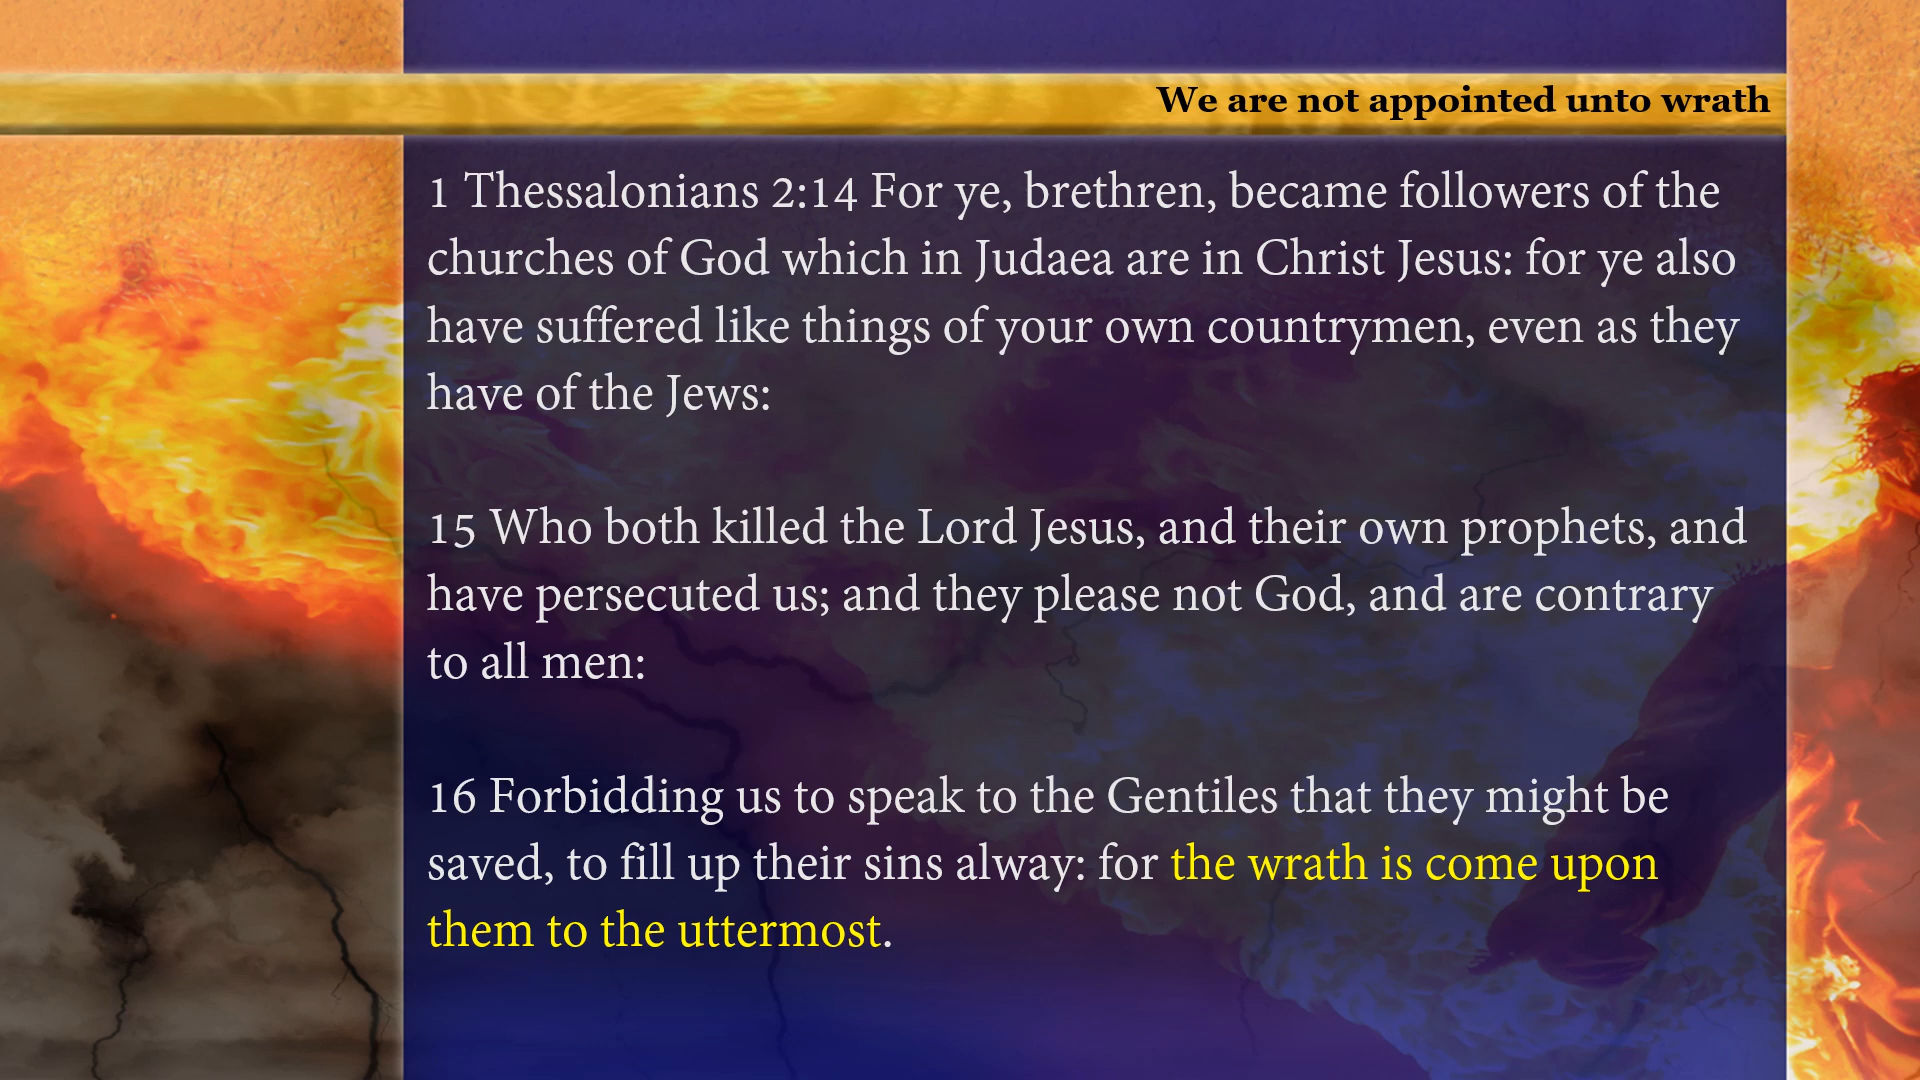 We are not appointed unto wrath
1 Thessalonians 2:14 For ye, brethren, became followers of the
churches of God which in Judaea are in Christ Jesus: for ye also
have suffered like things of your own countrymen, even as they
have of the Jews:
15 Who both killed the Lord Jesus, and their own prophets, and
have persecuted us; and they please not God, and are contrary
to all men:
16 Forbidding us to speak to the Gentiles that they might be
saved, to fill up their sins alway: for the wrath is come upon
them to the uttermost.